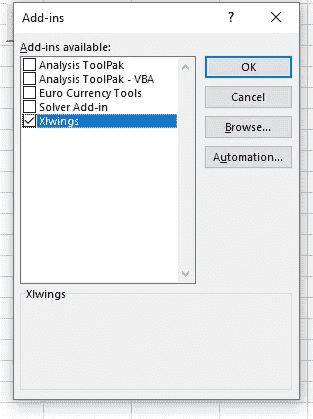 Add-ins
?
Add-ins available:
Analysis ToolPak
Analysis ToolPak - VBA
Euro Currency Tools
Solver Add-in
Xlwings
OK
Cancel
Browse...
Automation...
Xlwings